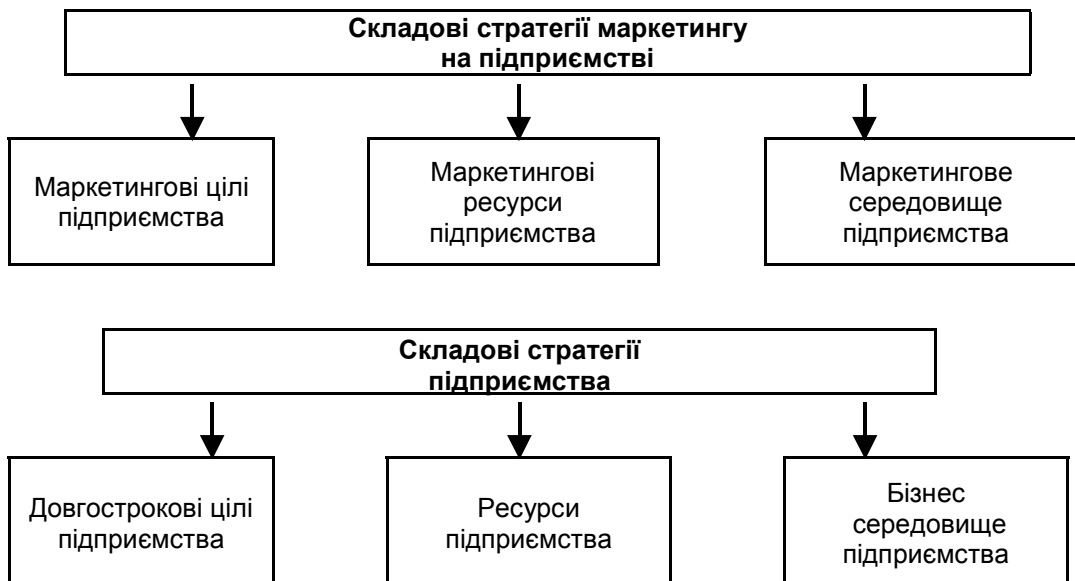 Складові стратегії маркетингу
на підприємстві
Маркетингові цілі
підприємства
Маркетингові
ресурси
підприємства
Маркетингове
середовище
підприємства
Складові стратегії
підприємства
Довгострокові цілі
підприємства
Ресурси
підприємства
Бізнес
середовище
підприємства